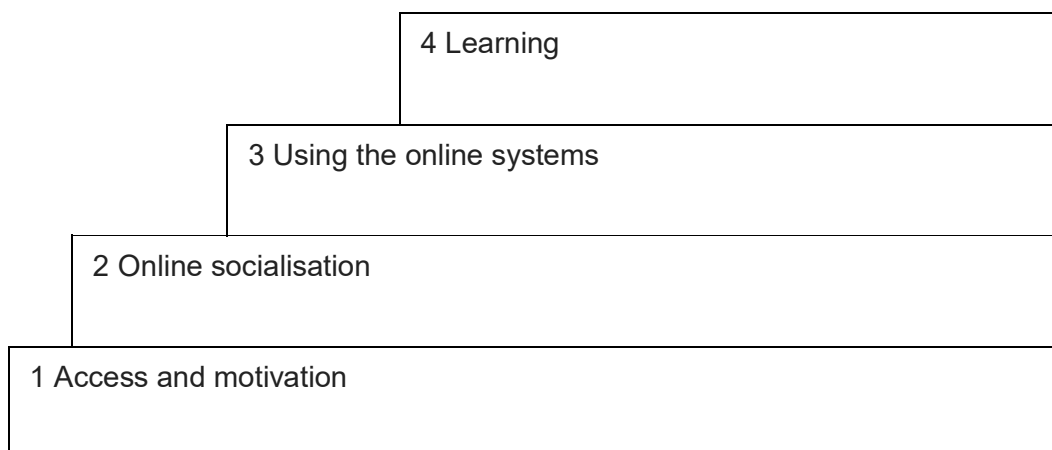 4 Learning
3 Using the online systems
2 Online socialisation
1 Access and motivation